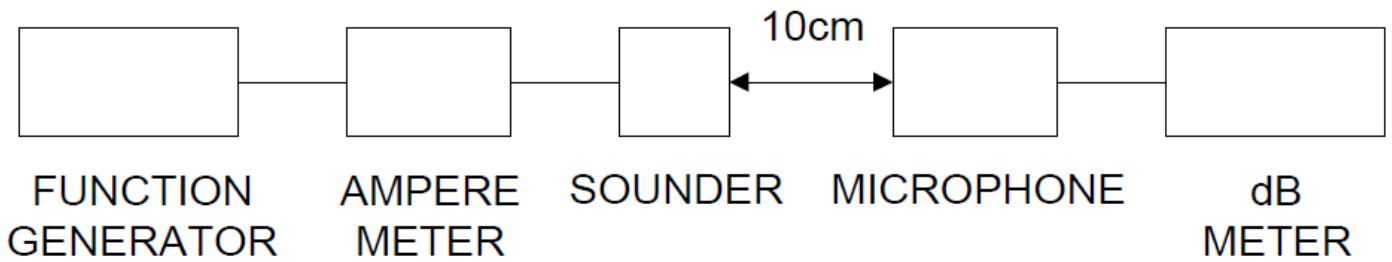 10cm
FUNCTION
GENERATOR
AMPERE
METER
SOUNDER
MICROPHONE
dB
METER